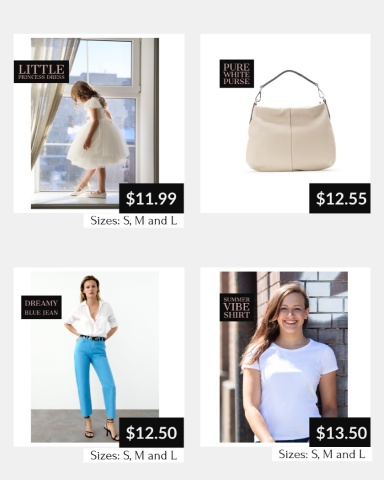 LITTLE
PRINCESS DRESS
$11.99
Sizes: S, M and L
PURE
WHITE
PURSE
$12.55
DREAMY
BLUE JEAN
$12.50
Sizes: S, M and L
SUMMER
VIBE
SHIRT
$13.50
Sizes: S, M and L